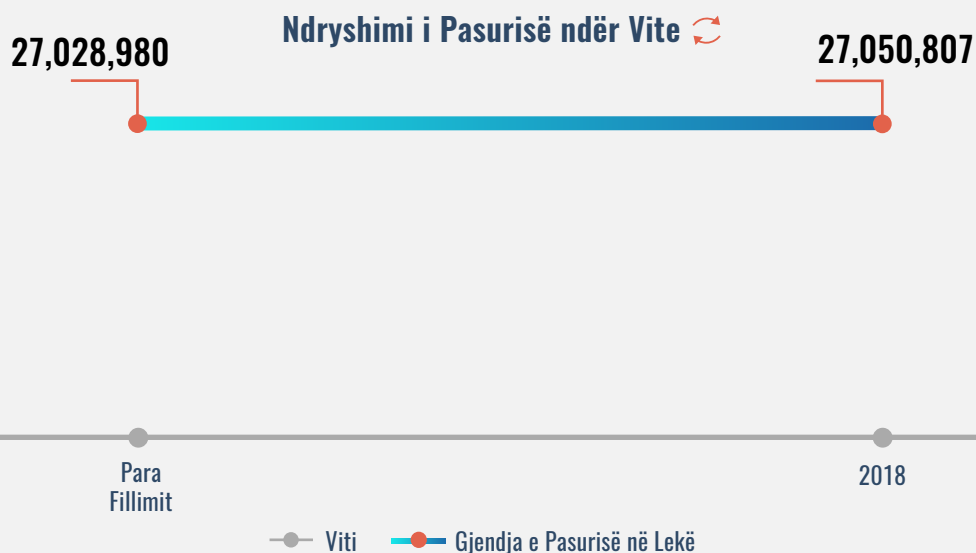 Ndryshimi i Pasurisë ndër Vite
27,028,980
27,050,807
Para
Fillimit
2018
Viti
Gjendja e Pasurisë në Lekë